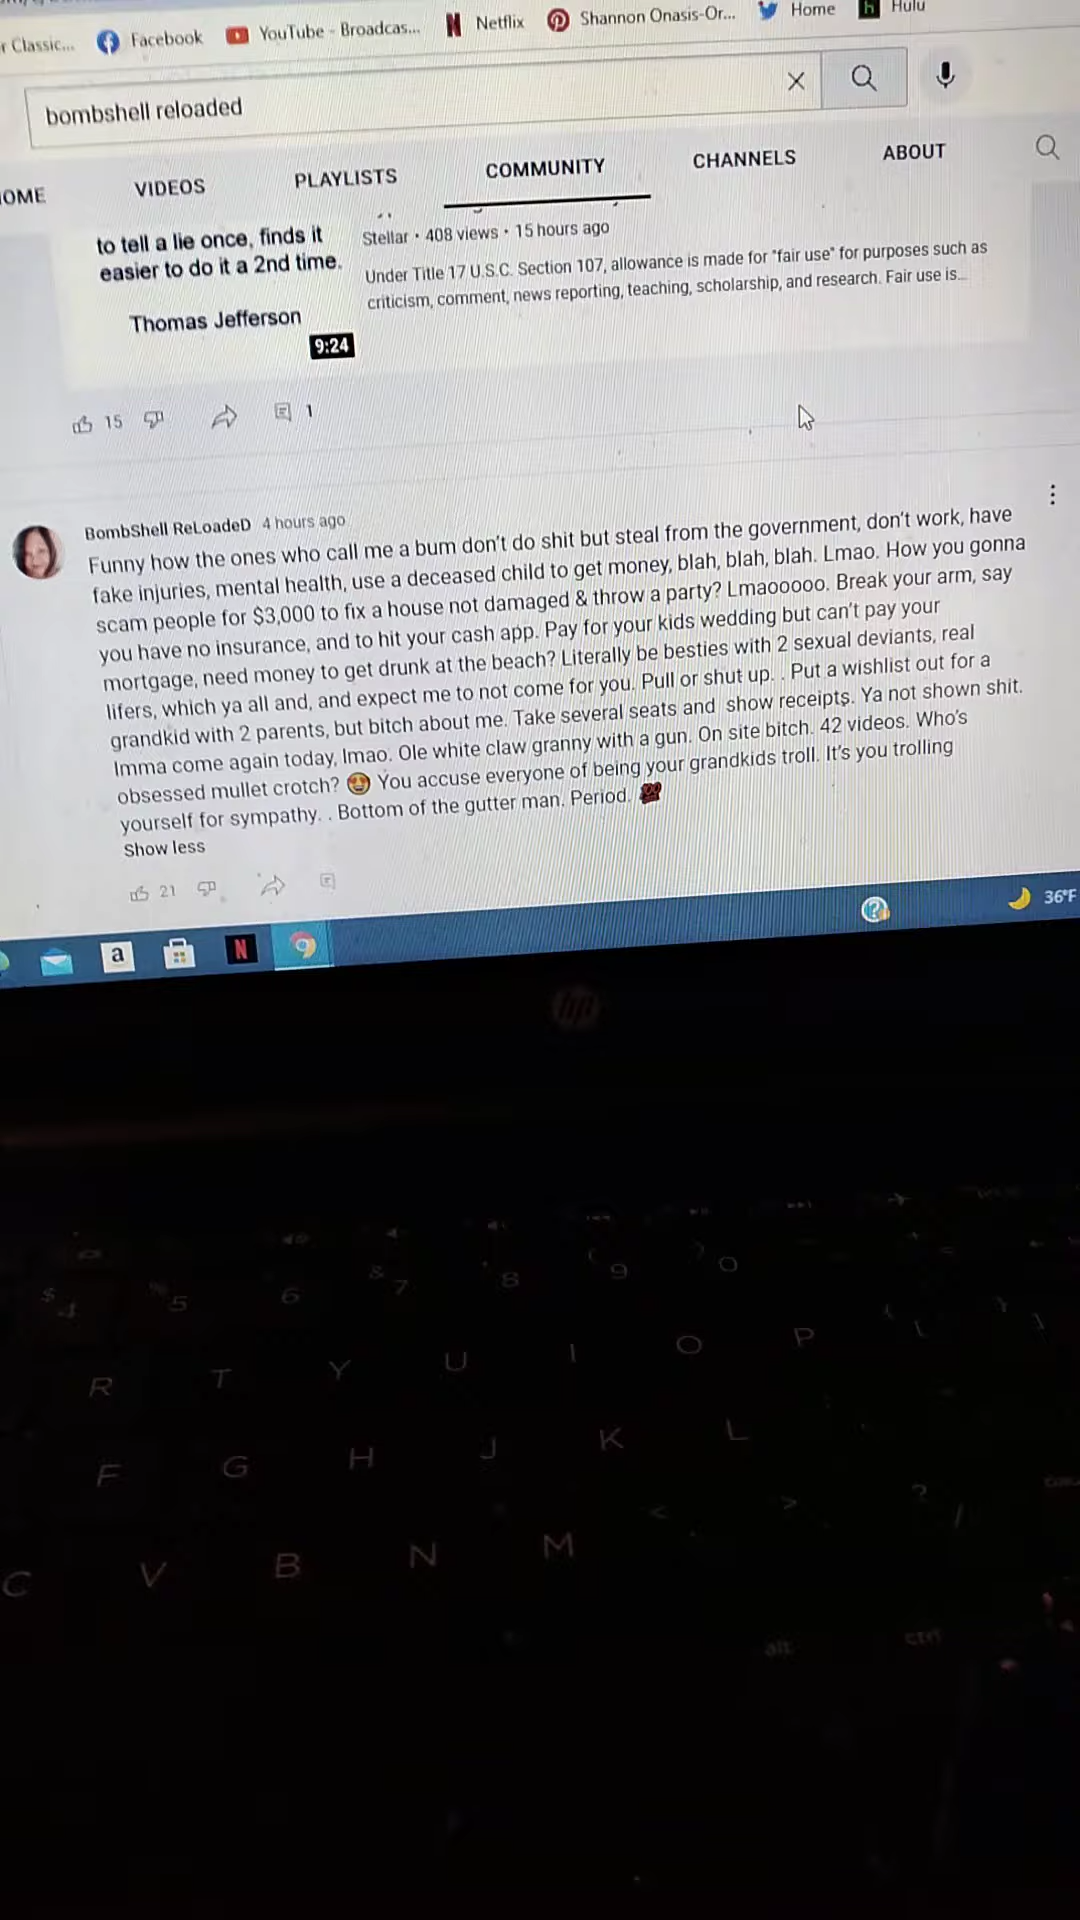 r Classic...
Facebook
YouTube - Broadcas...
Netflix
Shannon Onasis-Or...
Home
h
Hulu
bombshell reloaded
OME
VIDEOS
PLAYLISTS
COMMUNITY
CHANNELS
ABOUT
to tell a lie once, finds it
easier to do it a 2nd time.
Thomas Jefferson
9:24
Stellar • 408 views • 15 hours ago
Under Title 17 U.S.C. Section 107, allowance is made for "fair use" for purposes such as
criticism, comment, news reporting, teaching, scholarship, and research. Fair use is...
15
1
BombShell ReLoadeD 4 hours ago
Funny how the ones who call me a bum don't do shit but steal from the government, don't work, have
fake injuries, mental health, use a deceased child to get money, blah, blah, blah. Lmao. How you gonna
scam people for $3,000 to fix a house not damaged & throw a party? Lmaooooo. Break your arm, say
you have no insurance, and to hit your cash app. Pay for your kids wedding but can't pay your
mortgage, need money to get drunk at the beach? Literally be besties with 2 sexual deviants, real
lifers, which ya all and, and expect me to not come for you. Pull or shut up. . Put a wishlist out for a
grandkid with 2 parents, but bitch about me. Take several seats and show receipts. Ya not shown shit.
Imma come again today, lmao. Ole white claw granny with a gun. On site bitch. 42 videos. Who's
obsessed mullet crotch? 😍 You accuse everyone of being your grandkids troll. It's you trolling
yourself for sympathy. . Bottom of the gutter man. Period. 💯
Show less
21
a
N
36°F
hp
$ 4 5 6 & 7 8 ( 9 ) 0
R T Y U I O P
F G H J K L
C V B N M < > ? /
alt ctrl